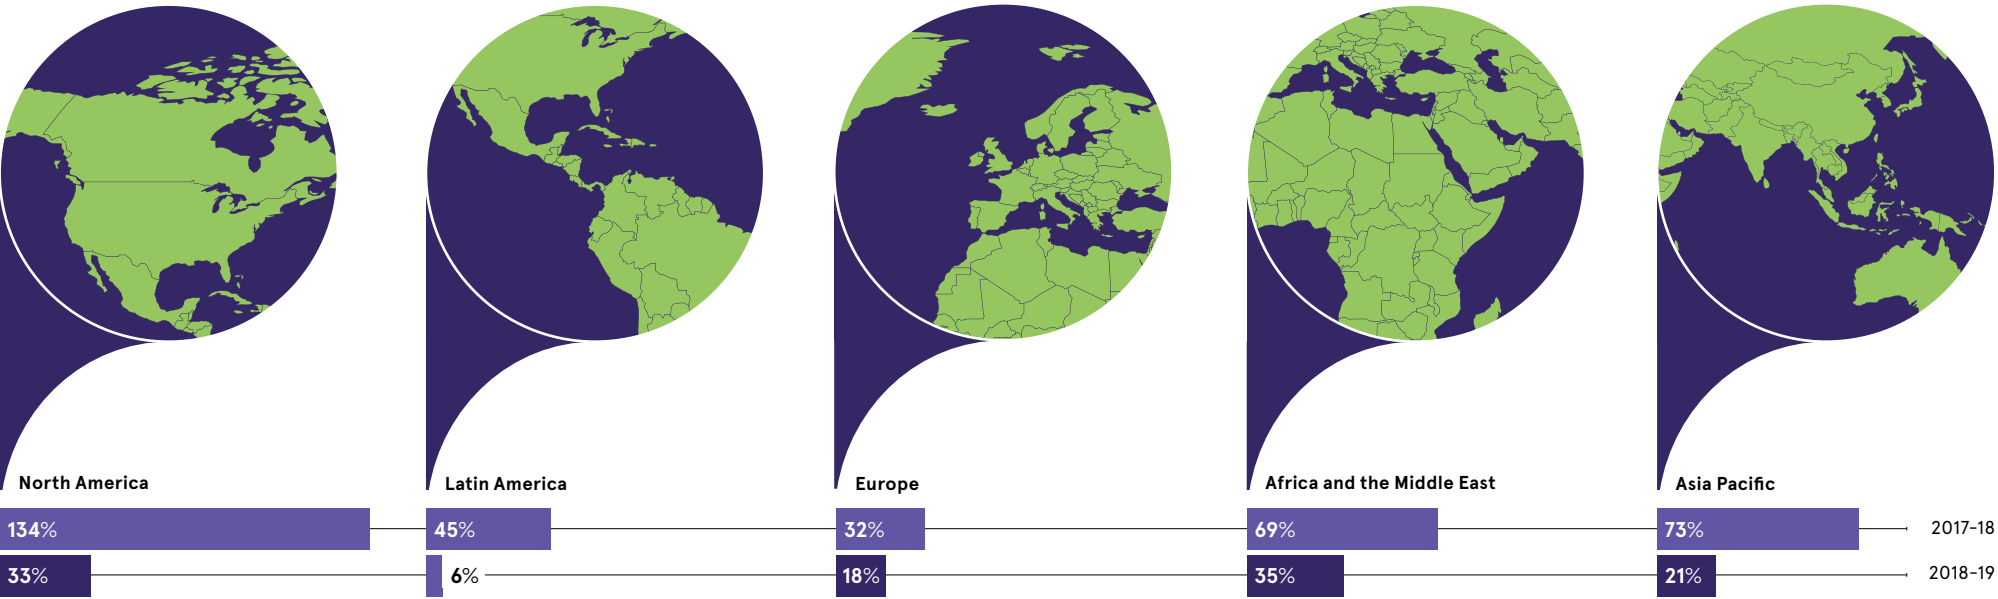 North America
Latin America
Europe
Africa and the Middle East
Asia Pacific
134%
45%
32%
69%
73%
2017-18
33%
6%
18%
35%
21%
2018-19